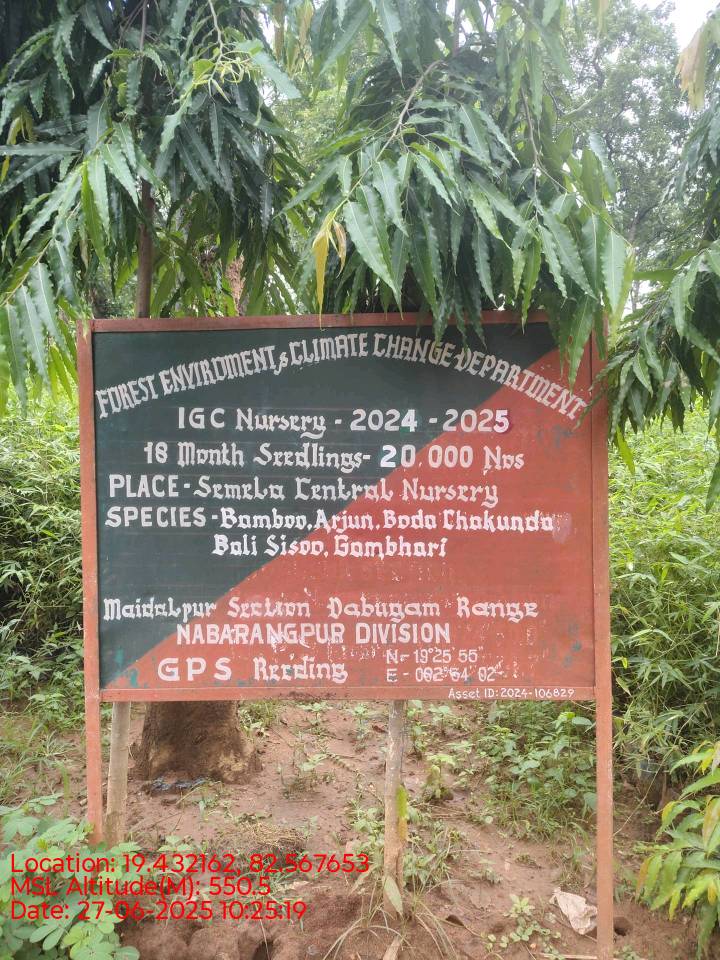 FOREST ENVIRDMENT,& CLIMATE CHANGE DEPARTMENT
IGC Nursery - 2024 - 2025
18 Month Seedlings- 20,000 Nos
PLACE - Semela Central Nursery
SPECIES - Bamboo, Arjun, Boda Chakunda
Bali Sisoo, Gambhari
Maidalpur Section Dabugam Range
NABARANGPUR DIVISION
GPS Reading N- 19°25'56"
E - 082°64'02"
Asset ID:2024-106829
Location: 19.432162, 82.567653
MSL Altitude(M): 550.5
Date: 27-06-2025 10:25:19